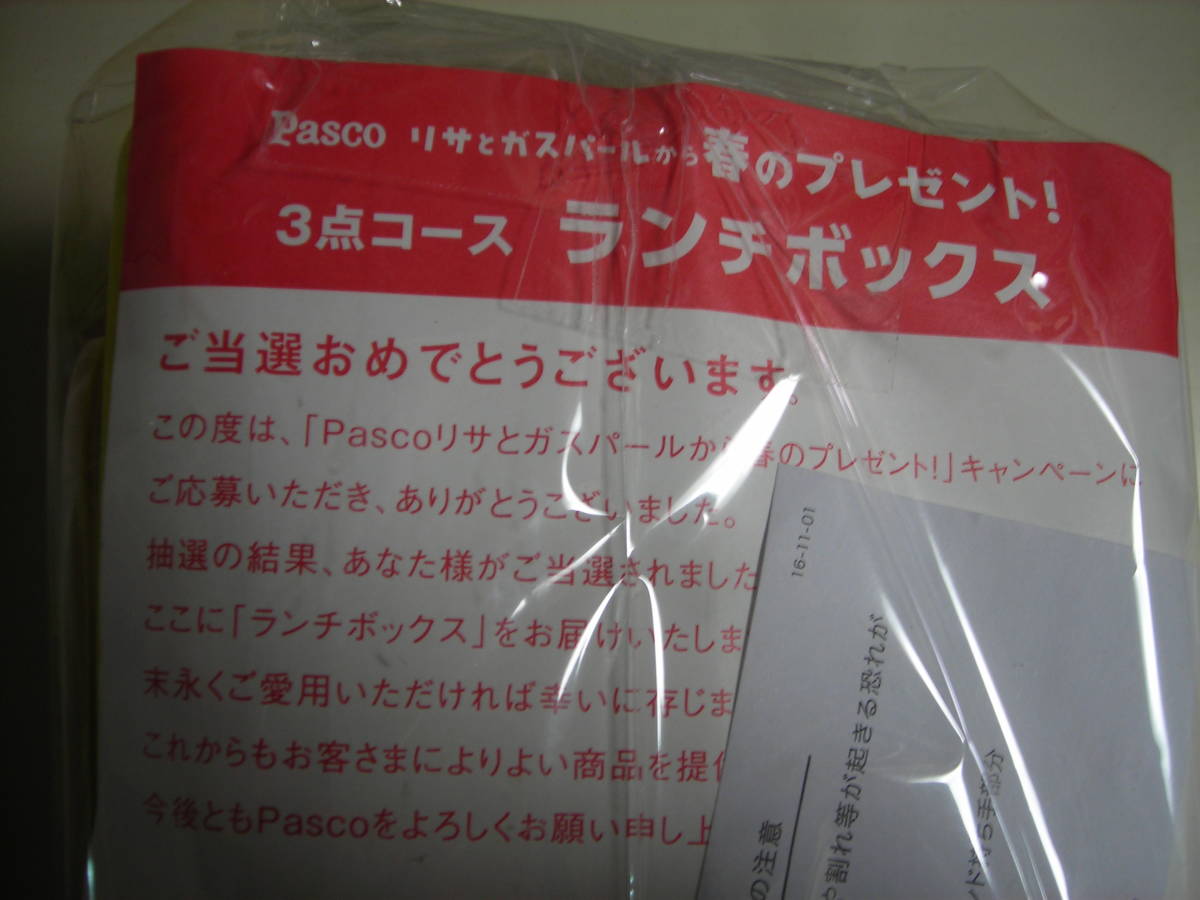 Pasco リサとガスパールから春のプレゼント!
3点コース ランチボックス
ご当選おめでとうございます。
この度は、「Pascoリサとガスパールから春のプレゼント!」キャンペーンに
ご応募いただき、ありがとうございました。
抽選の結果、あなた様がご当選されました
ここに「ランチボックス」をお届けいたしま
末永くご愛用いただければ幸いに存じま
これからもお客さまによりよい商品を提供
今後ともPascoをよろしくお願い申し上
16-11-01
の注意
や割れ等が起きる恐れが